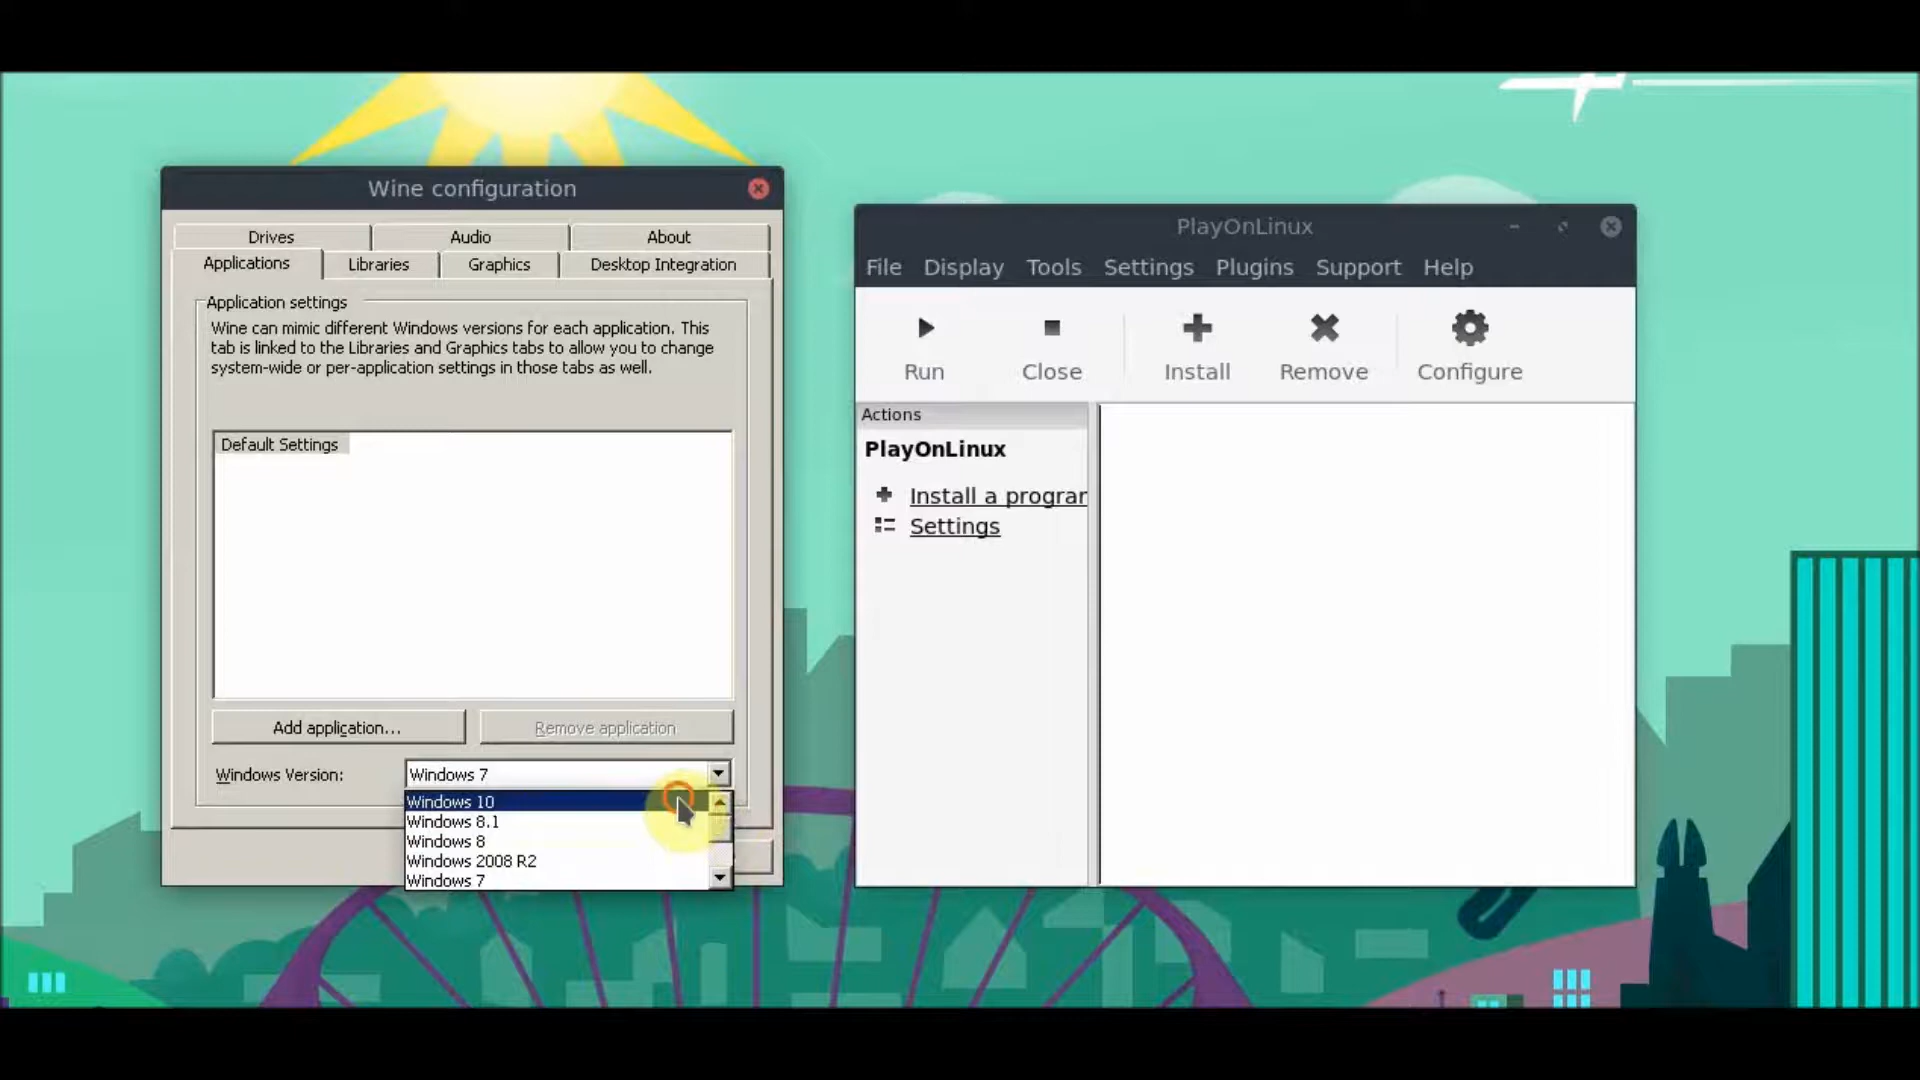 Wine configuration
Drives
Audio
About
Applications
Libraries
Graphics
Desktop Integration
Application settings
Wine can mimic different Windows versions for each application. This
tab is linked to the Libraries and Graphics tabs to allow you to change
system-wide or per-application settings in those tabs as well.
Default Settings
Add application...
Remove application
Windows Version:
Windows 7
Windows 10
Windows 8.1
Windows 8
Windows 2008 R2
Windows 7
PlayOnLinux
File Display Tools Settings Plugins Support Help
Run
Close
Install
Remove
Configure
Actions
PlayOnLinux
Install a prograr
Settings